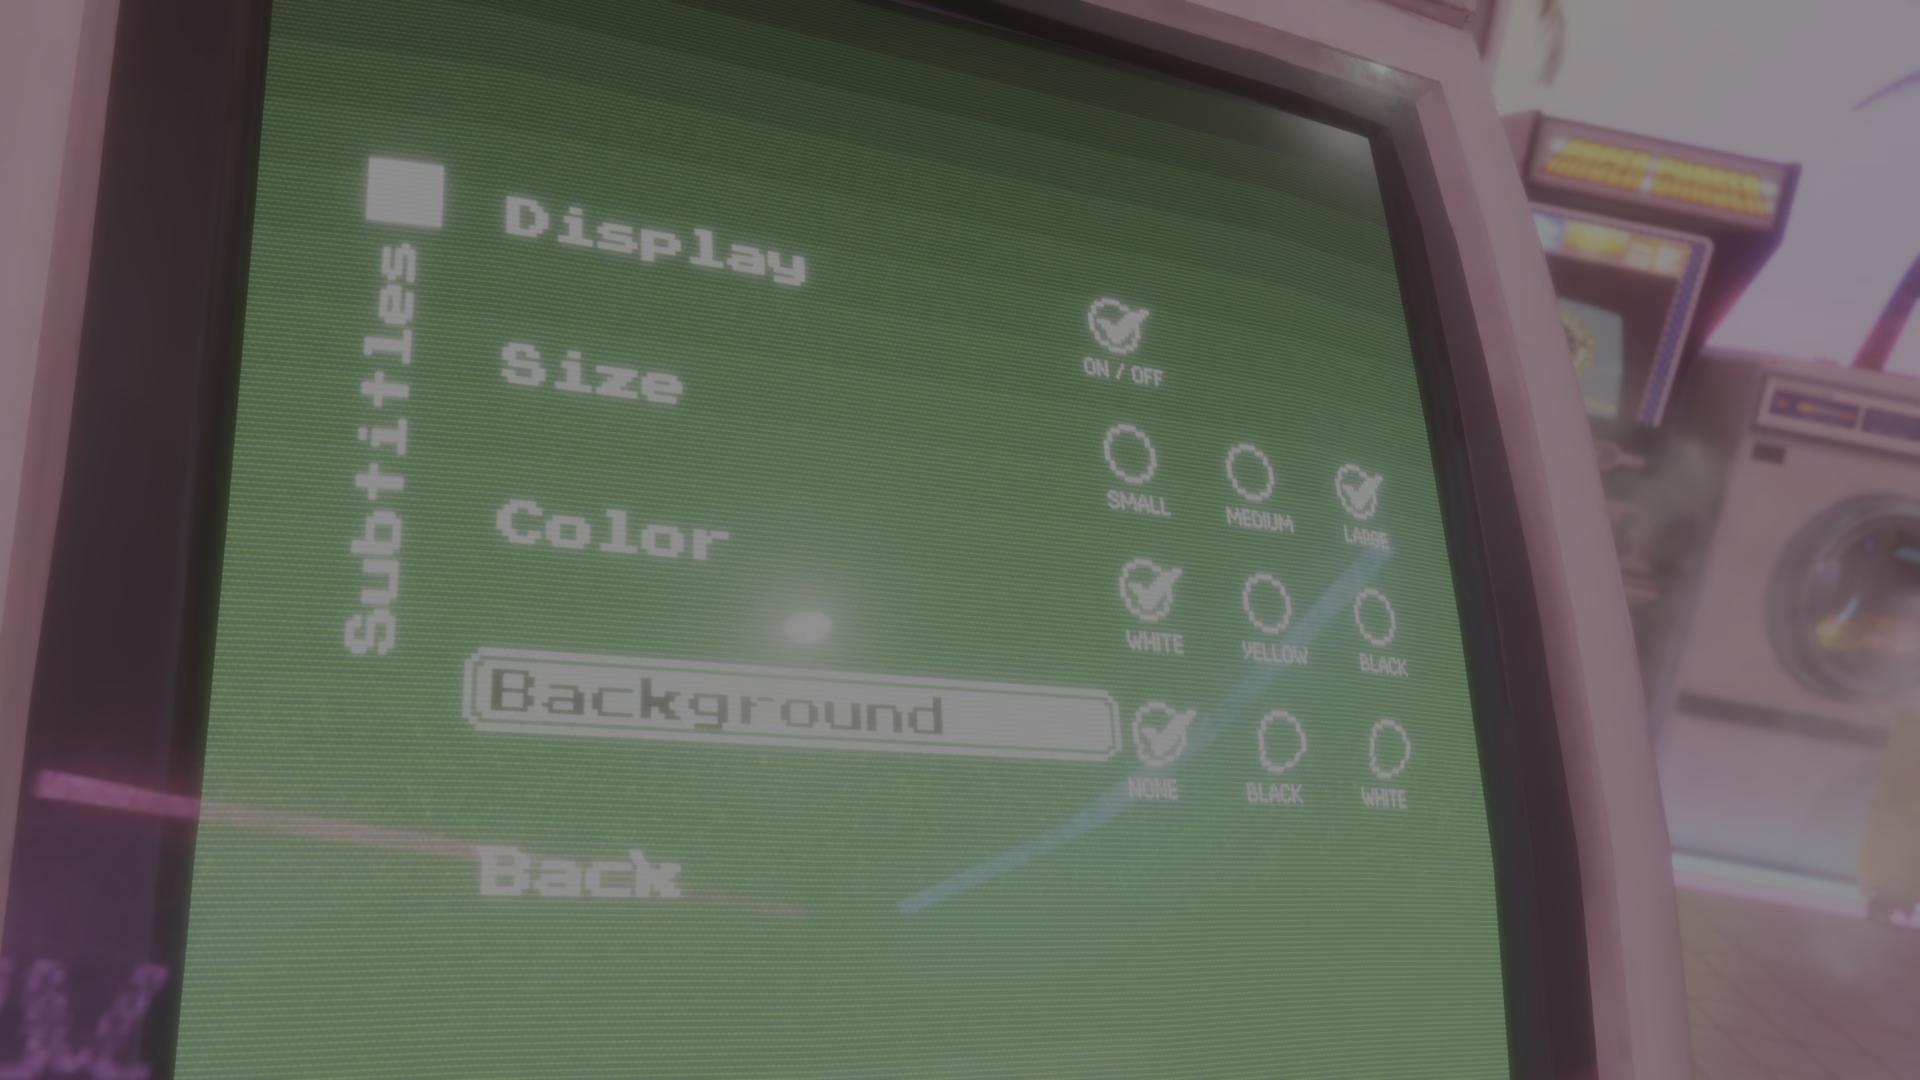 Subtitles
Display
ON / OFF
Size
SMALL MEDIUM LARGE
Color
WHITE YELLOW BLACK
Background
NONE BLACK WHITE
Back